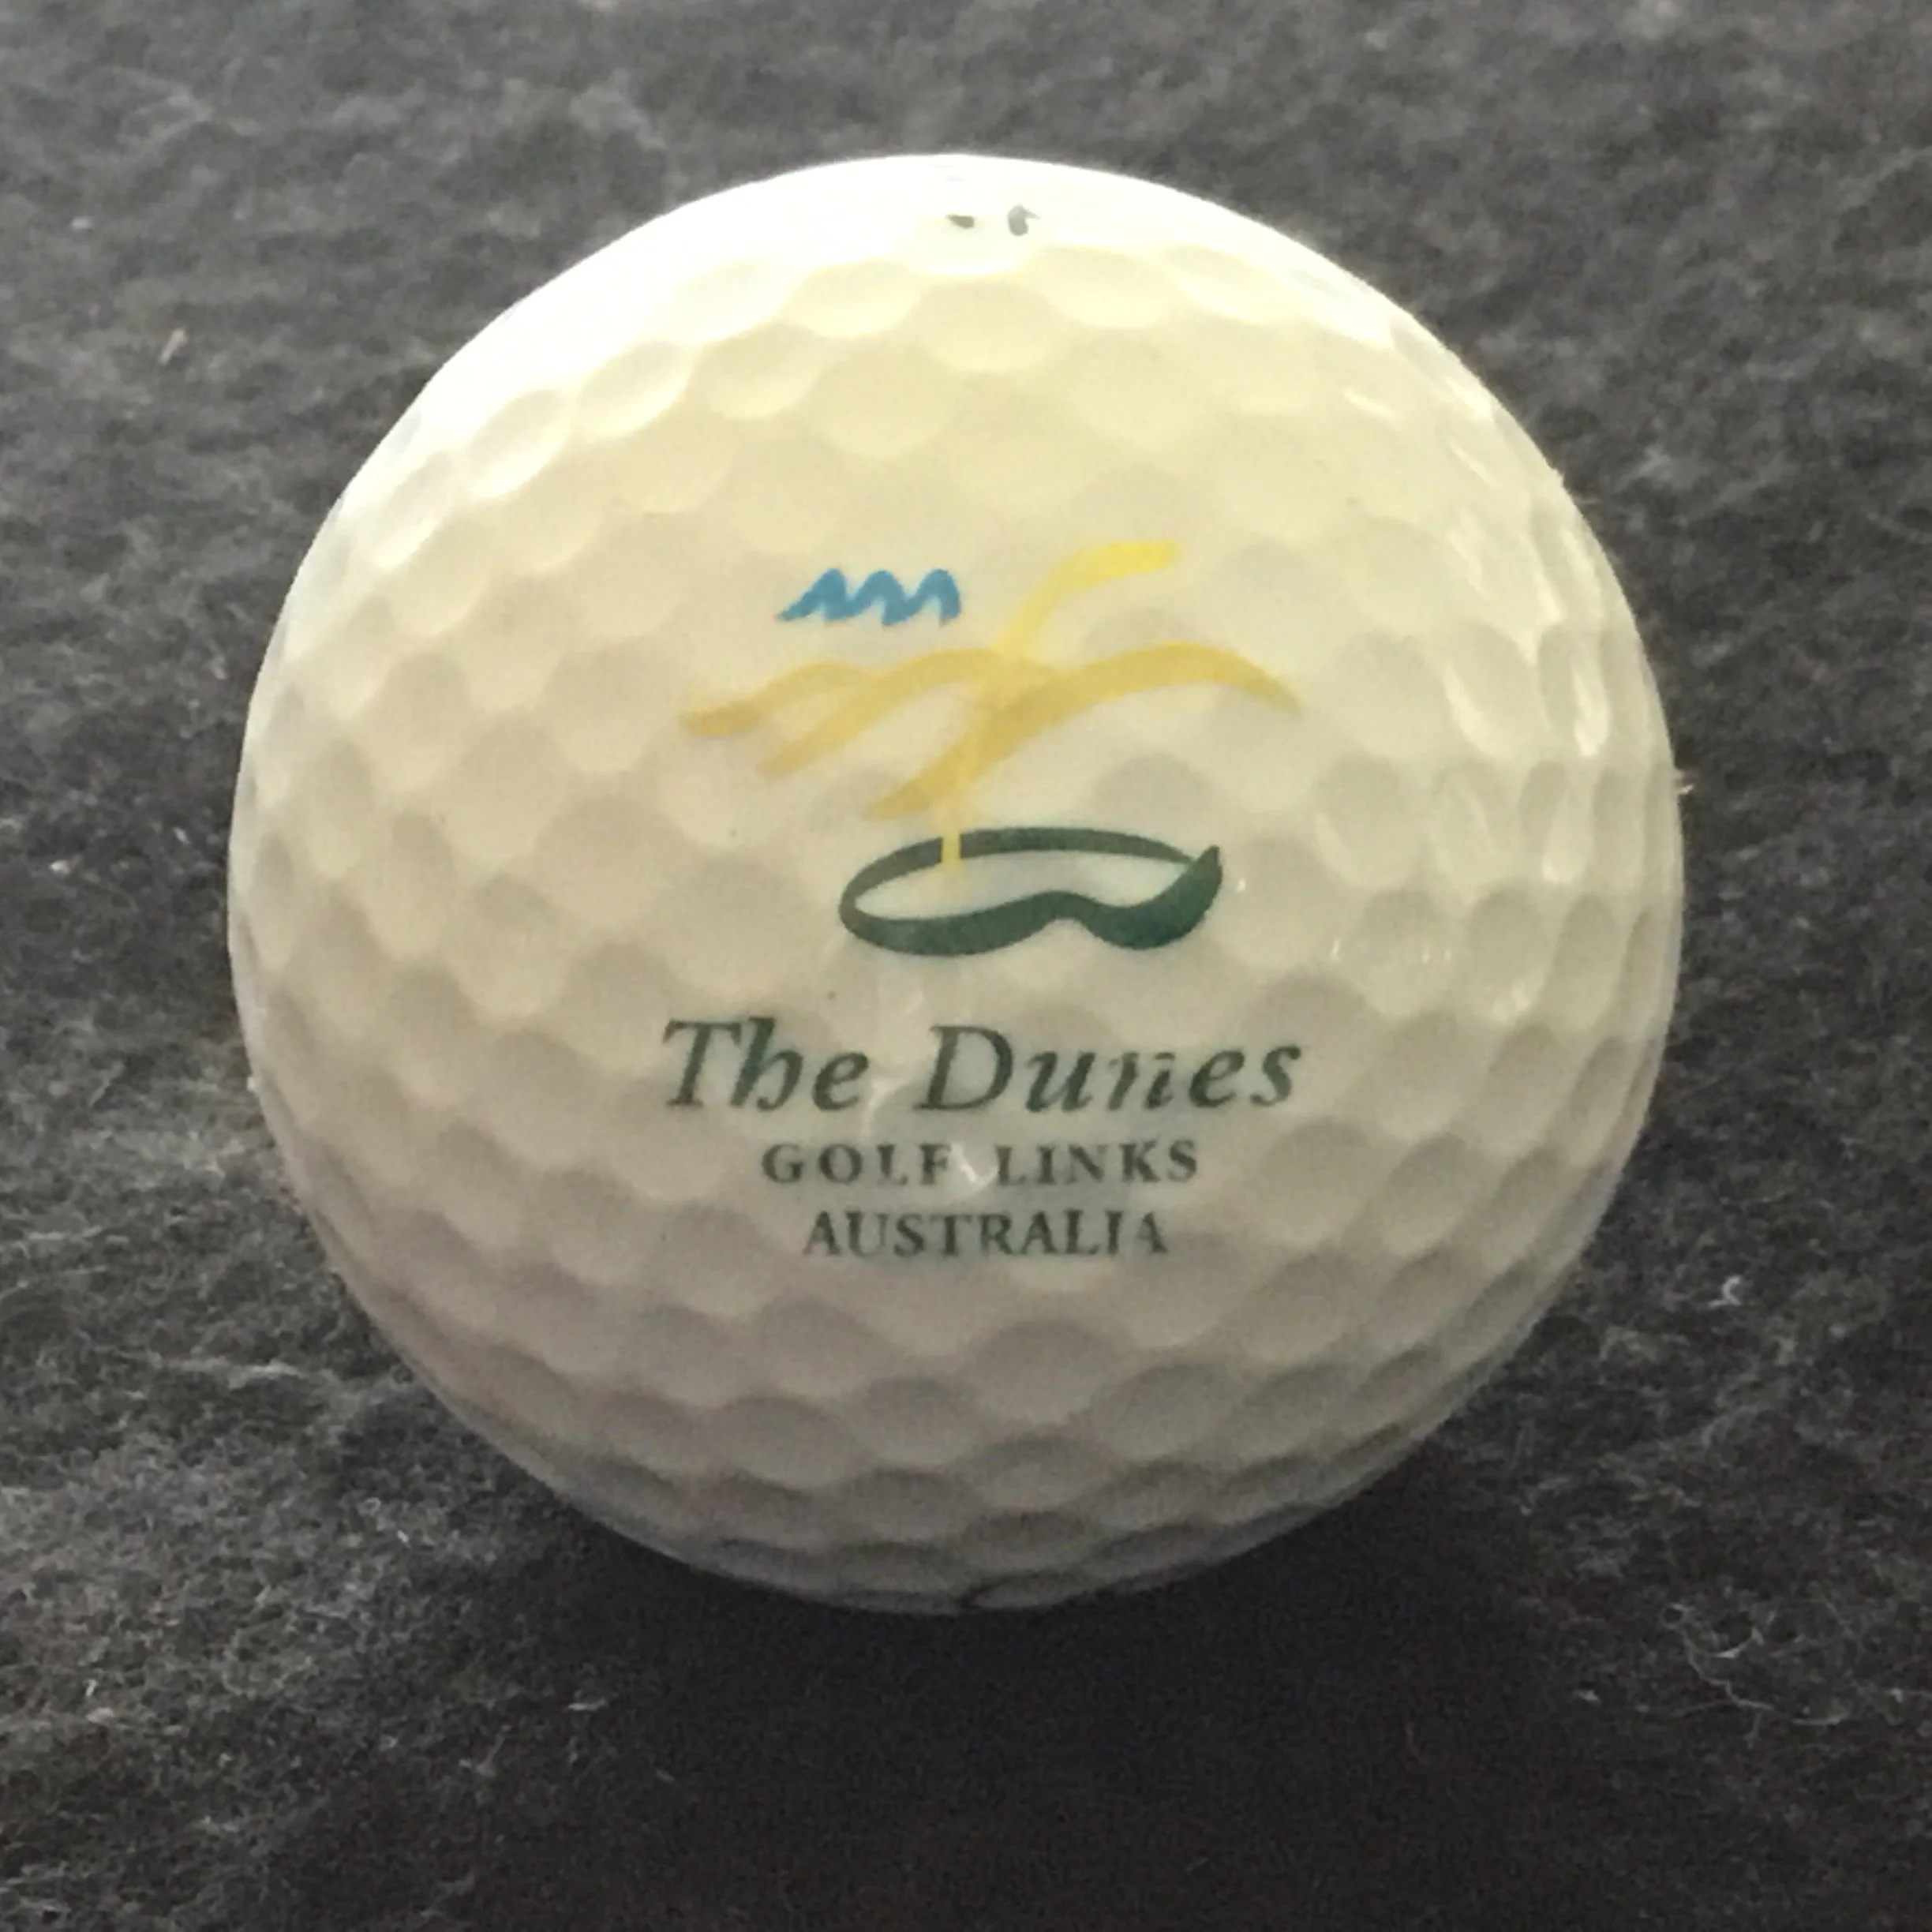 The Dunes
GOLF LINKS
AUSTRALIA